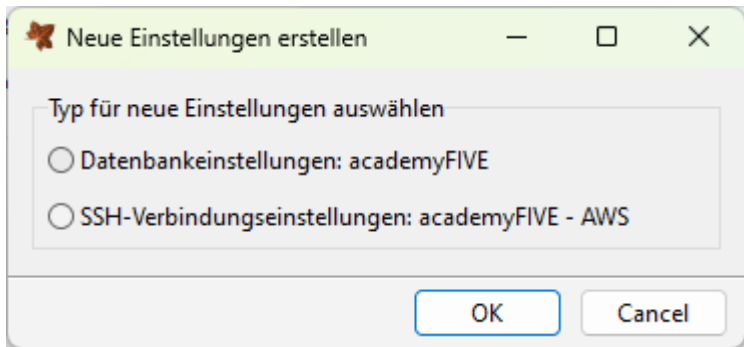 Neue Einstellungen erstellen
Typ für neue Einstellungen auswählen
Datenbankeinstellungen: academyFIVE
SSH-Verbindungseinstellungen: academyFIVE - AWS
OK Cancel